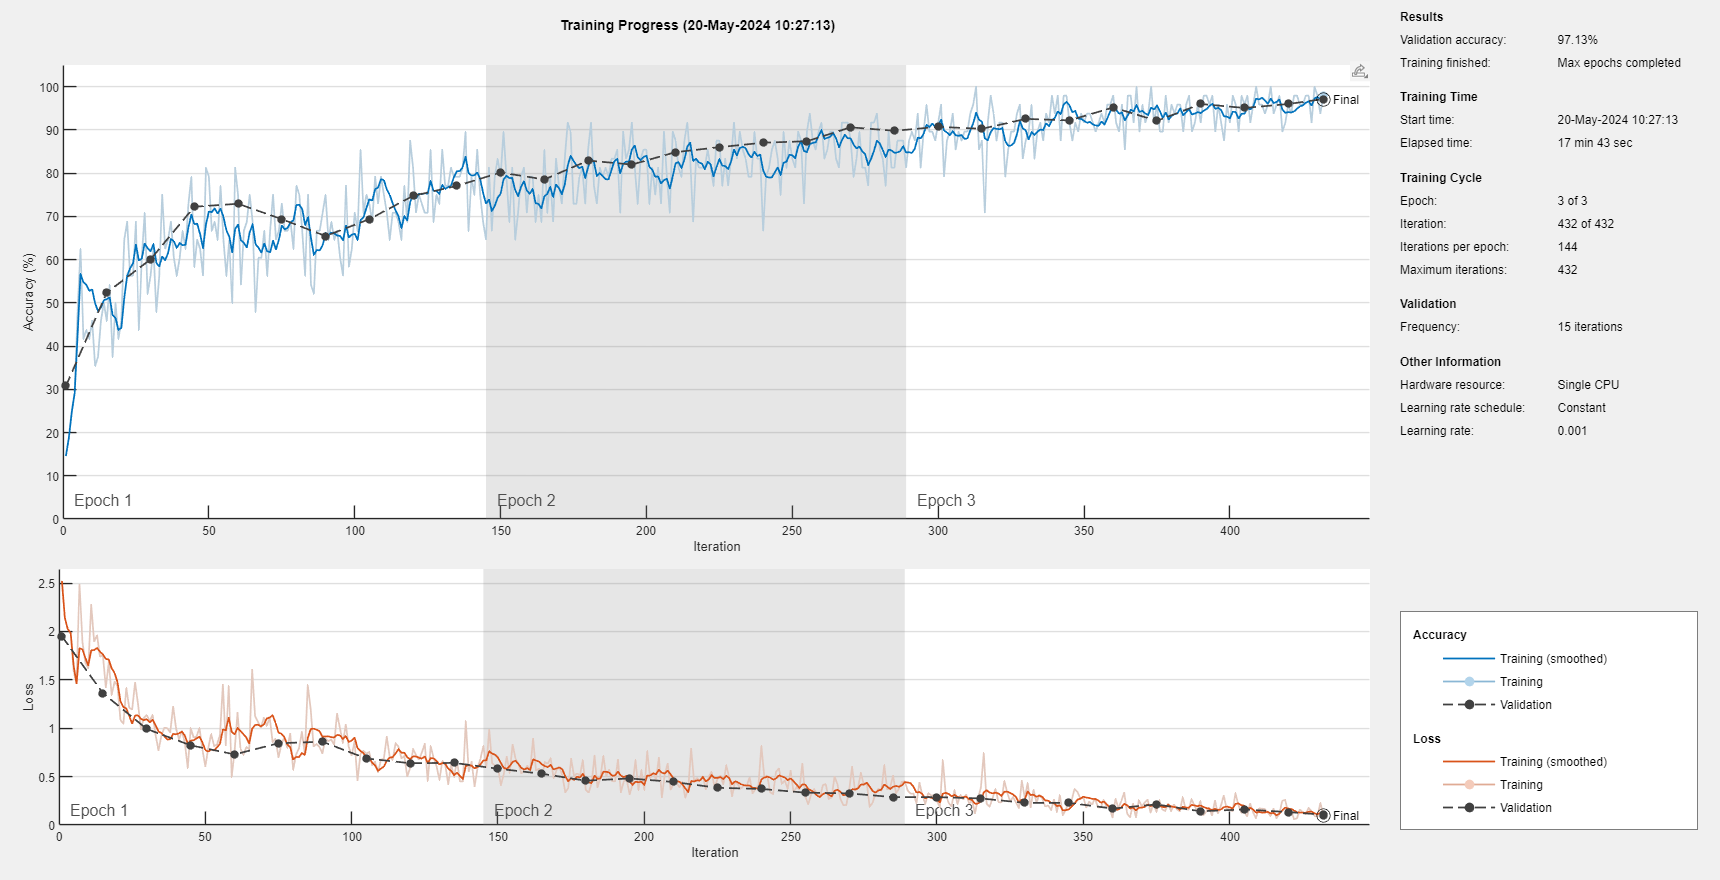 Training Progress (20-May-2024 10:27:13)
100
90
80
70
60
50
40
30
20
10
0
Accuracy (%)
Final
Epoch 1
Epoch 2
Epoch 3
0 50 100 150 200 250 300 350 400
Iteration
2.5
2
1.5
1
0.5
0
Loss
Final
Epoch 1
Epoch 2
Epoch 3
0 50 100 150 200 250 300 350 400
Iteration
Results
Validation accuracy: 97.13%
Training finished: Max epochs completed
Training Time
Start time: 20-May-2024 10:27:13
Elapsed time: 17 min 43 sec
Training Cycle
Epoch: 3 of 3
Iteration: 432 of 432
Iterations per epoch: 144
Maximum iterations: 432
Validation
Frequency: 15 iterations
Other Information
Hardware resource: Single CPU
Learning rate schedule: Constant
Learning rate: 0.001
Accuracy
Training (smoothed)
Training
Validation
Loss
Training (smoothed)
Training
Validation